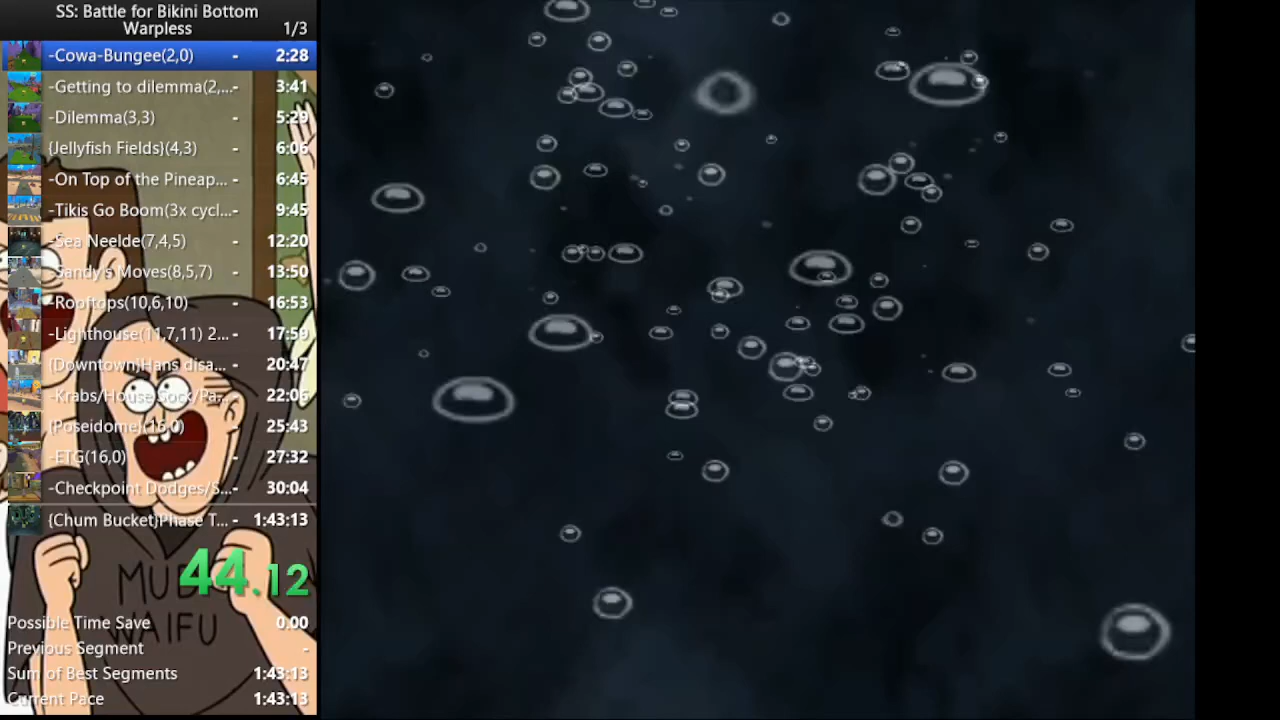 SS: Battle for Bikini Bottom
Warpless 1/3
-Cowa-Bungee(2,0) - 2:28
-Getting to dilemma(2,... - 3:41
-Dilemma(3,3) - 5:29
{Jellyfish Fields}(4,3) - 6:06
-On Top of the Pineap... - 6:45
-Tikis Go Boom(3x cycl... - 9:45
-Sea Neelde(7,4,5) - 12:20
-Sandy's Moves(8,5,7) - 13:50
-Rooftops(10,6,10) - 16:53
-Lighthouse(11,7,11) 2... - 17:59
{Downtown}Hans disa... - 20:47
-Krabs/House Sock/Pa... - 22:06
{Poseidome}(16,0) - 25:43
-FTG(16,0) - 27:32
-Checkpoint Dodges/S... - 30:04
{Chum Bucket}Phase T... - 1:43:13
44.12
MUD
WAIFU
Possible Time Save 0.00
Previous Segment -
Sum of Best Segments 1:43:13
Current Pace 1:43:13